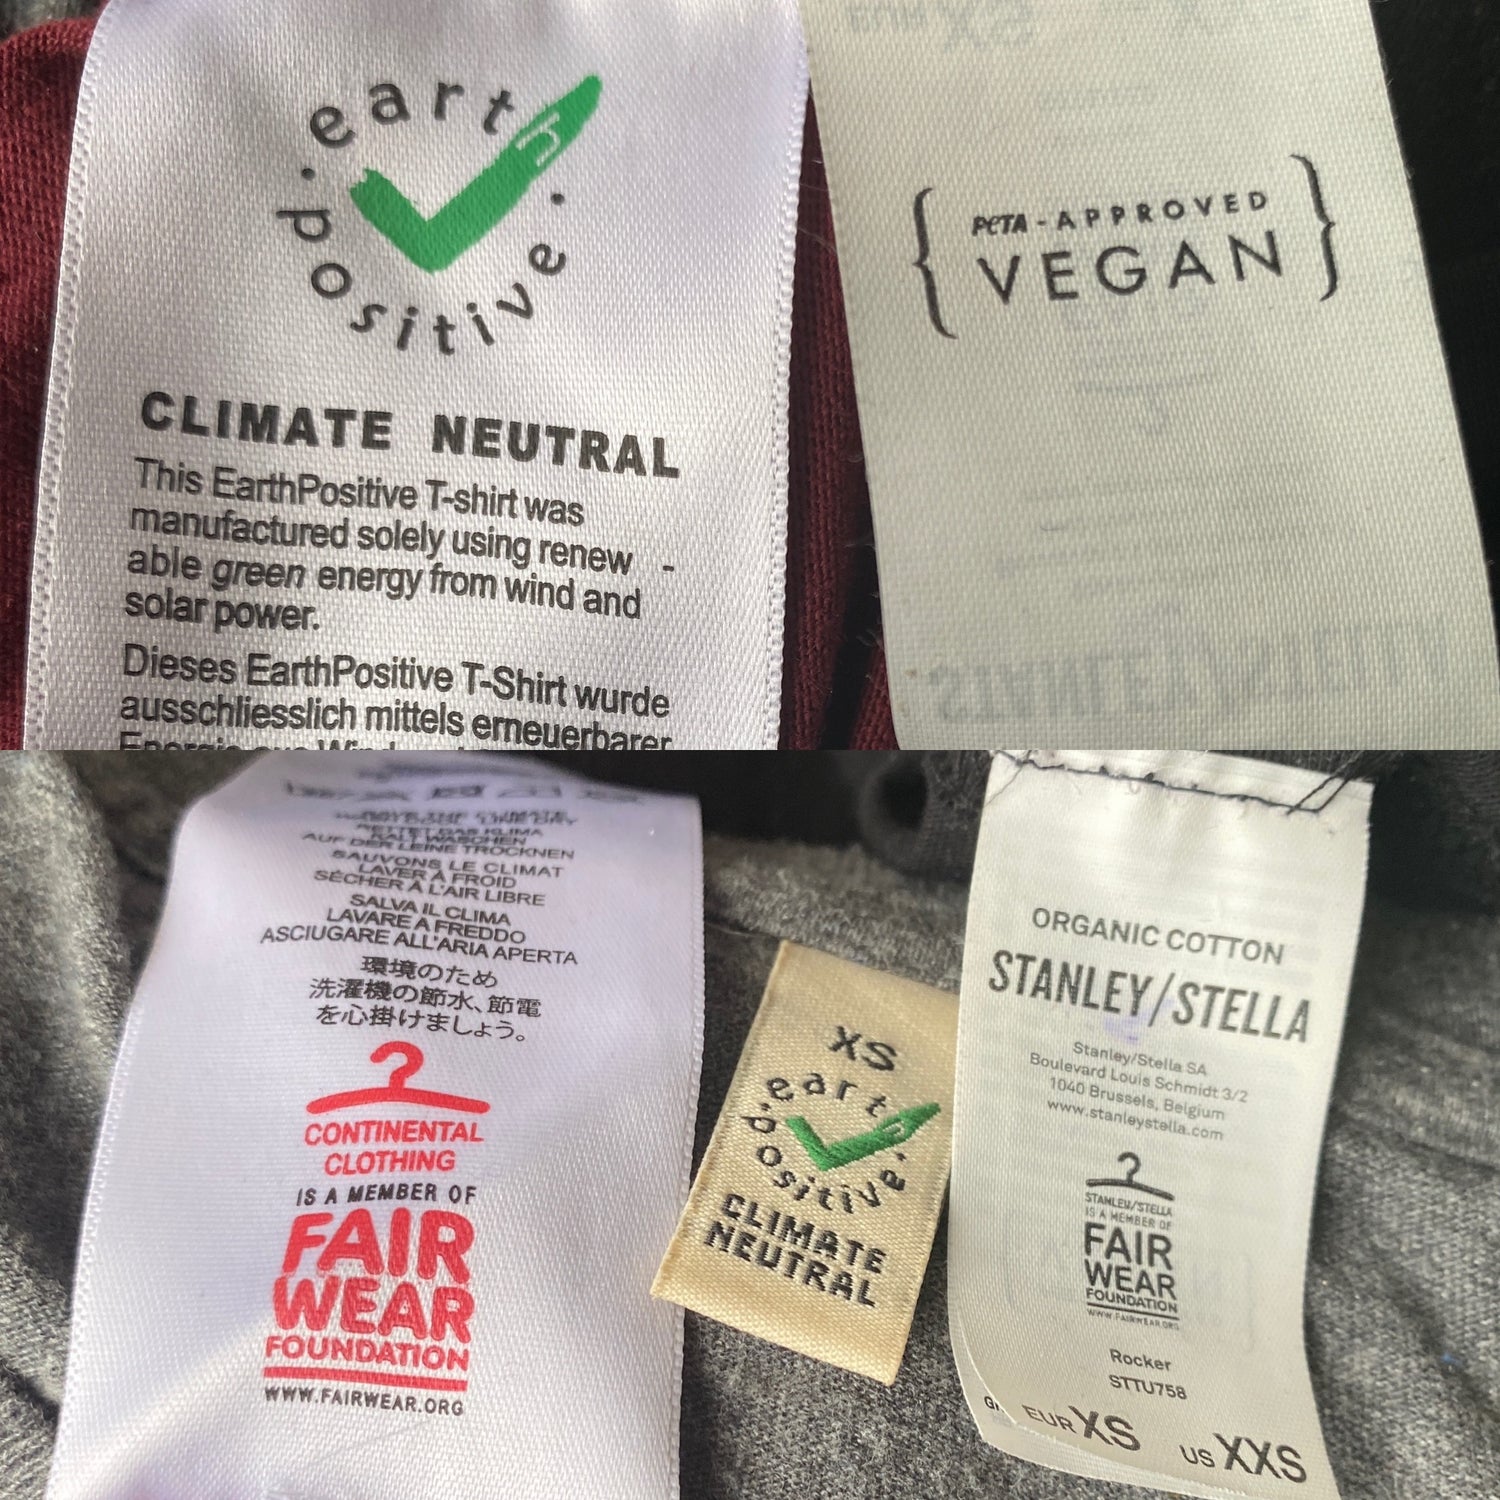 earth positive
CLIMATE NEUTRAL
This EarthPositive T-shirt was
manufactured solely using renew -
able green energy from wind and
solar power.
Dieses EarthPositive T-Shirt wurde
ausschliesslich mittels erneuerbarer
PETA - APPROVED
VEGAN
RETTET DAS KLIMA
KALT WASCHEN
AUF DER LEINE TROCKNEN
SAUVONS LE CLIMAT
LAVER À FROID
SÉCHER À L'AIR LIBRE
SALVA IL CLIMA
LAVARE A FREDDO
ASCIUGARE ALL'ARIA APERTA
環境のため
洗濯機の節水、節電
を心掛けましょう。
CONTINENTAL
CLOTHING
IS A MEMBER OF
FAIR
WEAR
FOUNDATION
WWW.FAIRWEAR.ORG
XS
earth positive
CLIMATE
NEUTRAL
ORGANIC COTTON
STANLEY/STELLA
Stanley/Stella SA
Boulevard Louis Schmidt 3/2
1040 Brussels, Belgium
www.stanleystella.com
STANLEY/STELLA
IS A MEMBER OF
FAIR
WEAR
FOUNDATION
WWW.FAIRWEAR.ORG
Rocker
STTU758
EUR XS US XXS